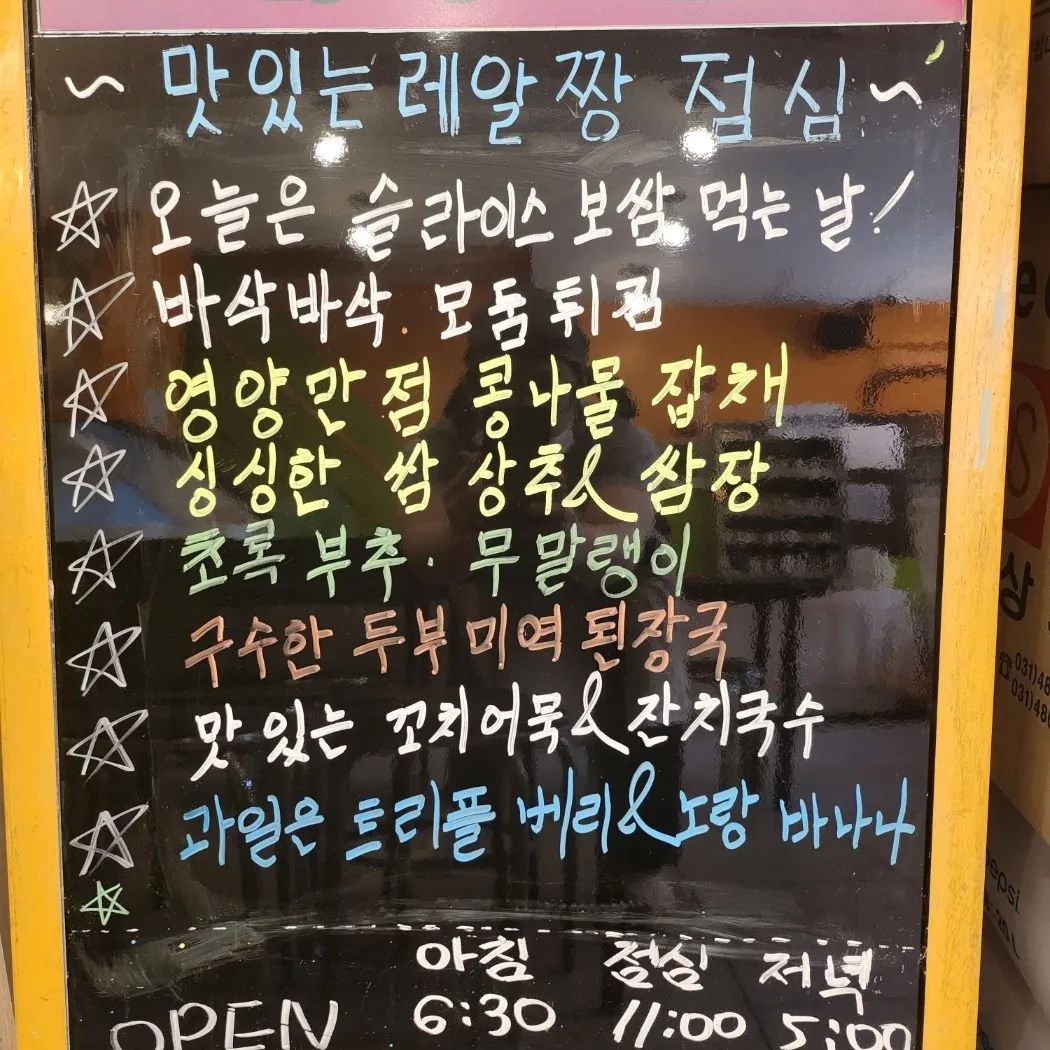 ~ 맛있는 레알짱 점심 ~
☆ 오늘은 슬라이스 보쌈 먹는 날!
☆ 바삭바삭. 모둠튀김
☆ 영양만점 콩나물 잡채
☆ 싱싱한 쌈 상추& 쌈장
☆ 초록 부추. 무말랭이
☆ 구수한 두부미역된장국
☆ 맛있는 꼬치어묵&잔치국수
☆ 과일은 트리플 베리&노랑 바나나
☆
아침 점심 저녁
OPEN 6:30 11:00 5:00
상
☎031)48
031)486
pepsi